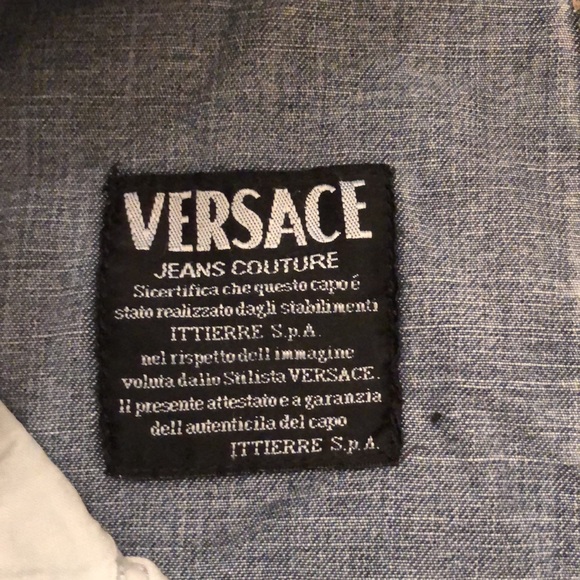 VERSACE
JEANS COUTURE
Sicertifica che questo capo é
stato realizzato dagli stabilimenti
ITTIERRE S.p.A.
nel rispetto dell immagine
voluta dallo Stilista VERSACE.
Il presente attestato e a garanzia
dell autenticila del capo
ITTIERRE S.p.A.